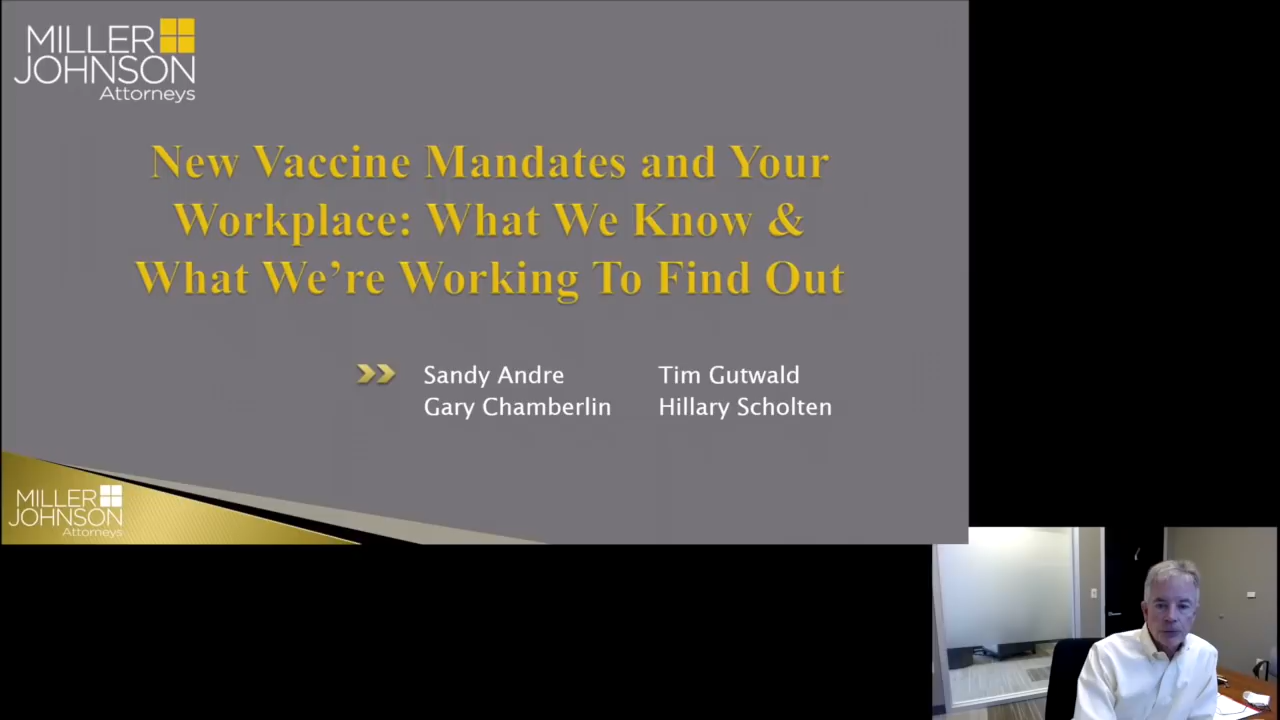 MILLER
JOHNSON
Attorneys
New Vaccine Mandates and Your
Workplace: What We Know &
What We’re Working To Find Out
Sandy Andre Tim Gutwald
Gary Chamberlin Hillary Scholten
MILLER
JOHNSON
Attorneys